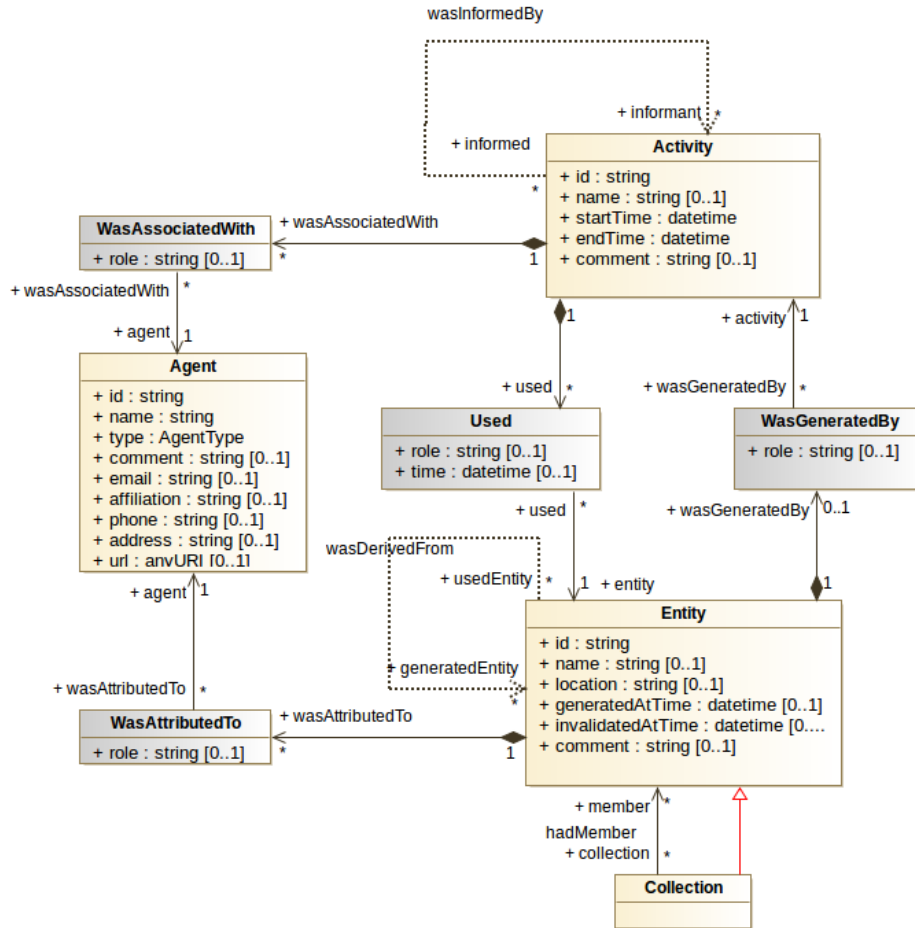 wasInformedBy
+ informant
*
+ informed
*
Activity
+ id : string
+ name : string [0..1]
+ startTime : datetime
+ endTime : datetime
+ comment : string [0..1]
WasAssociatedWith
+ role : string [0..1]
+ wasAssociatedWith
*
1
+ wasAssociatedWith
*
+ agent
1
Agent
+ id : string
+ name : string
+ type : AgentType
+ comment : string [0..1]
+ email : string [0..1]
+ affiliation : string [0..1]
+ phone : string [0..1]
+ address : string [0..1]
+ url : anyURI [0..1]
1
+ used
*
Used
+ role : string [0..1]
+ time : datetime [0..1]
+ used
*
1
+ entity
+ activity
1
+ wasGeneratedBy
*
WasGeneratedBy
+ role : string [0..1]
+ wasGeneratedBy
0..1
1
wasDerivedFrom
+ usedEntity
*
+ generatedEntity
*
Entity
+ id : string
+ name : string [0..1]
+ location : string [0..1]
+ generatedAtTime : datetime [0..1]
+ invalidatedAtTime : datetime [0....
+ comment : string [0..1]
+ agent
1
+ wasAttributedTo
*
WasAttributedTo
+ role : string [0..1]
+ wasAttributedTo
*
1
+ member
*
hadMember
+ collection
*
Collection